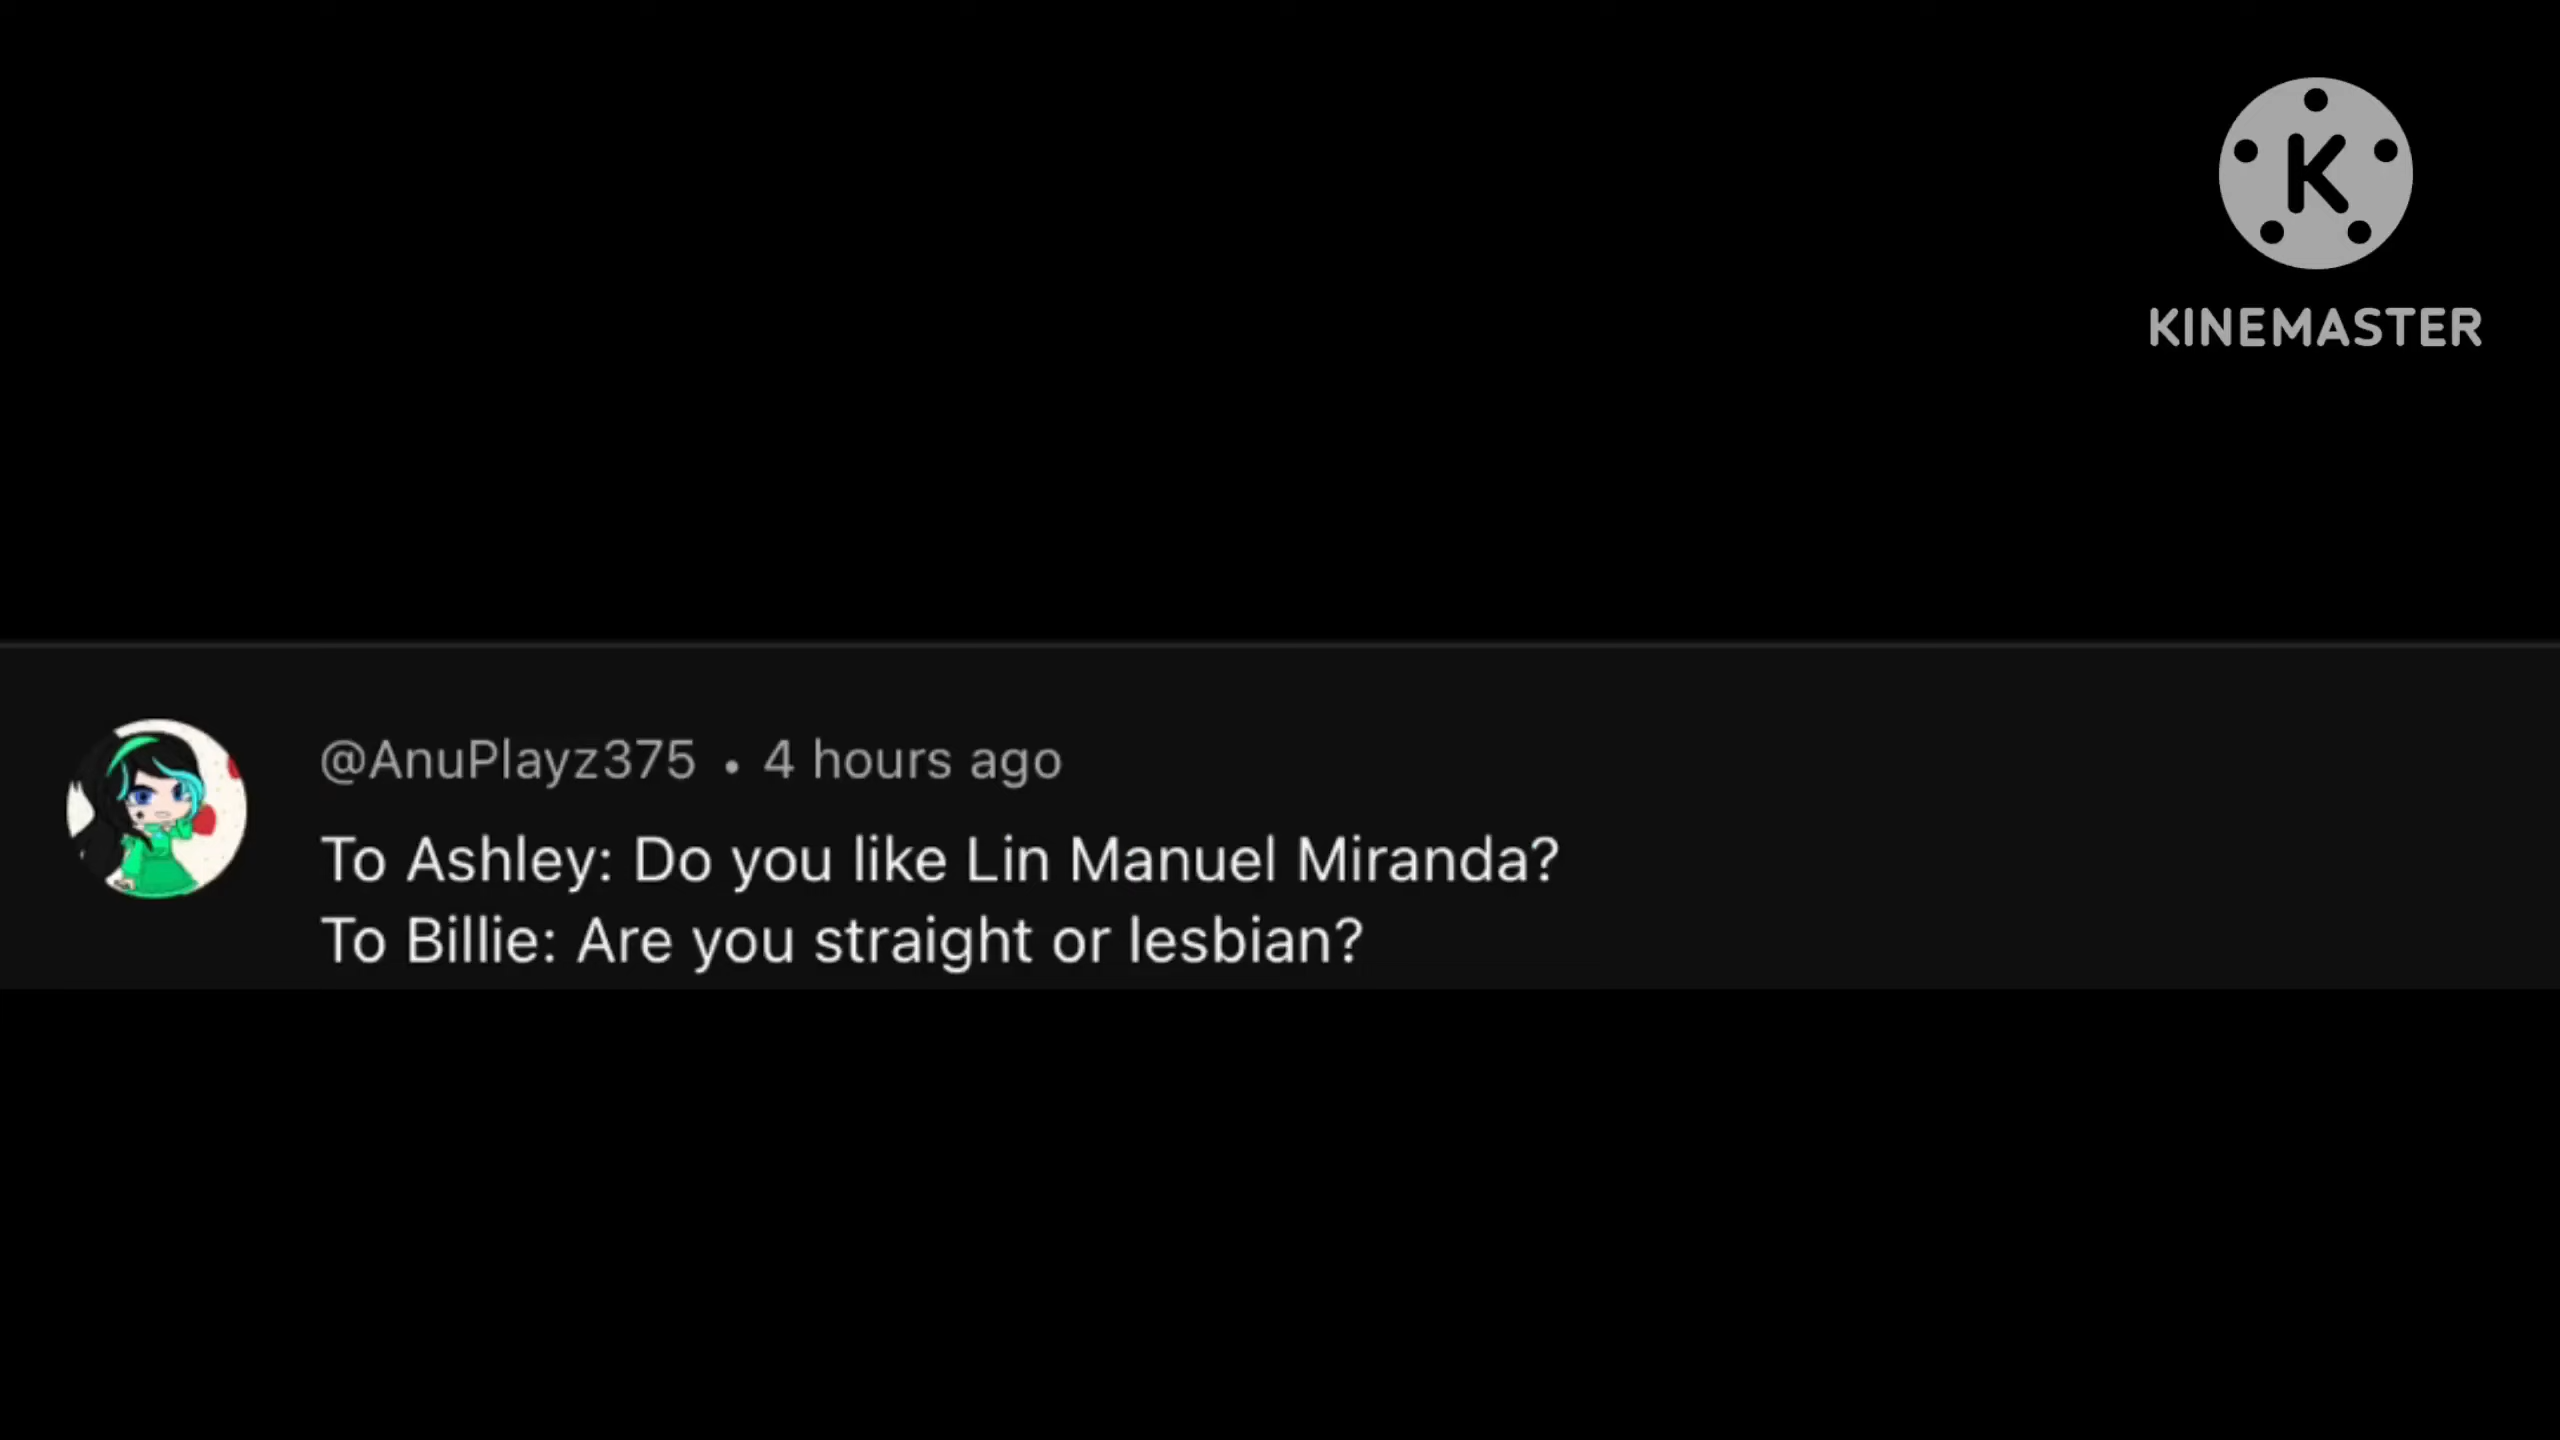 K
KINEMASTER
@AnuPlayz375 • 4 hours ago
To Ashley: Do you like Lin Manuel Miranda?
To Billie: Are you straight or lesbian?